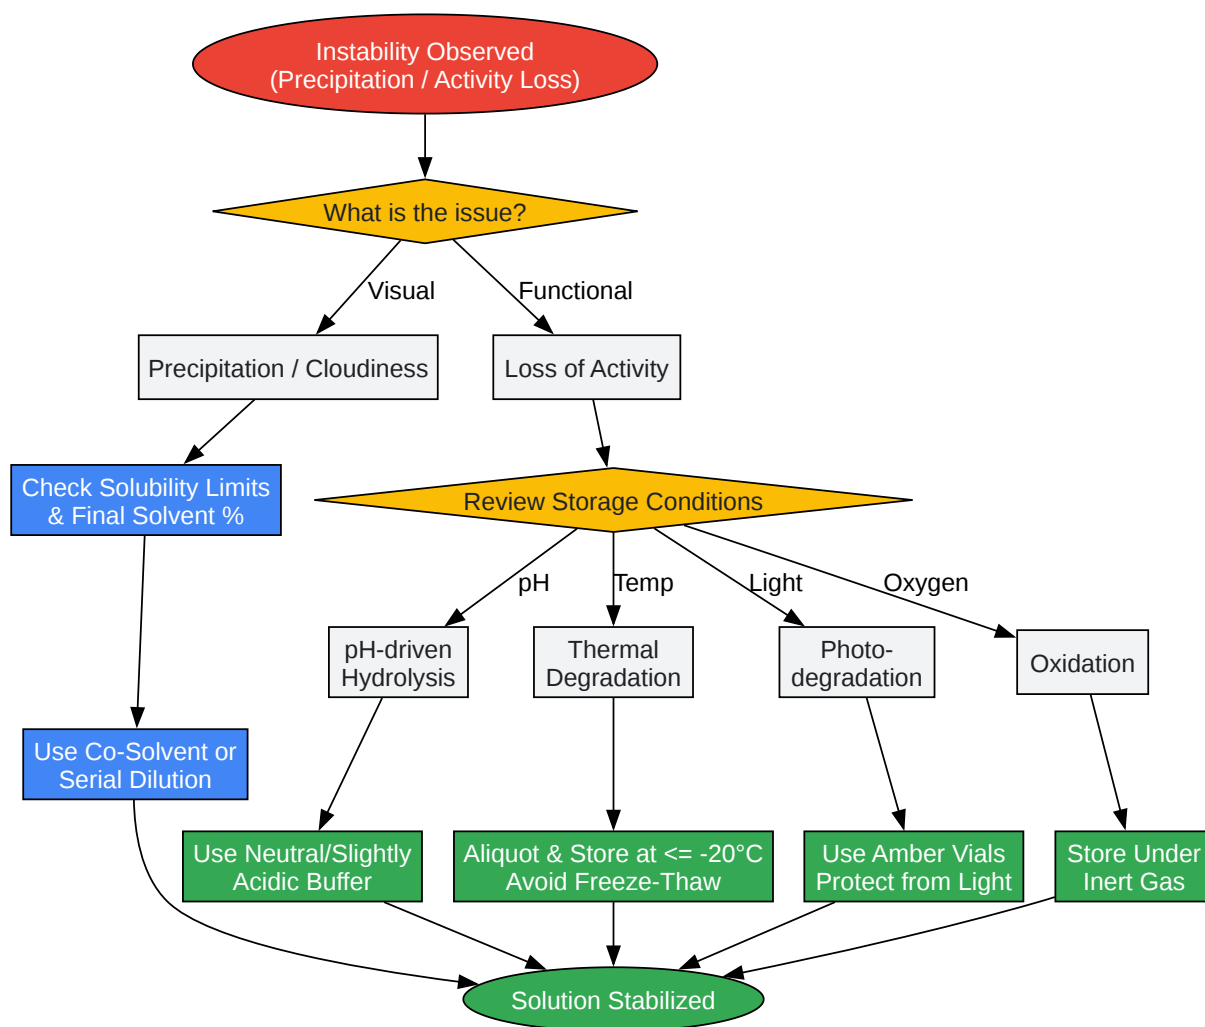 Instability Observed
(Precipitation / Activity Loss)
What is the issue?
Visual
Functional
Precipitation / Cloudiness
Loss of Activity
Check Solubility Limits
& Final Solvent %
Review Storage Conditions
pH
Temp
Light
Oxygen
pH-driven
Hydrolysis
Thermal
Degradation
Photo-
degradation
Oxidation
Use Co-Solvent or
Serial Dilution
Use Neutral/Slightly
Acidic Buffer
Aliquot & Store at <= -20°C
Avoid Freeze-Thaw
Use Amber Vials
Protect from Light
Store Under
Inert Gas
Solution Stabilized